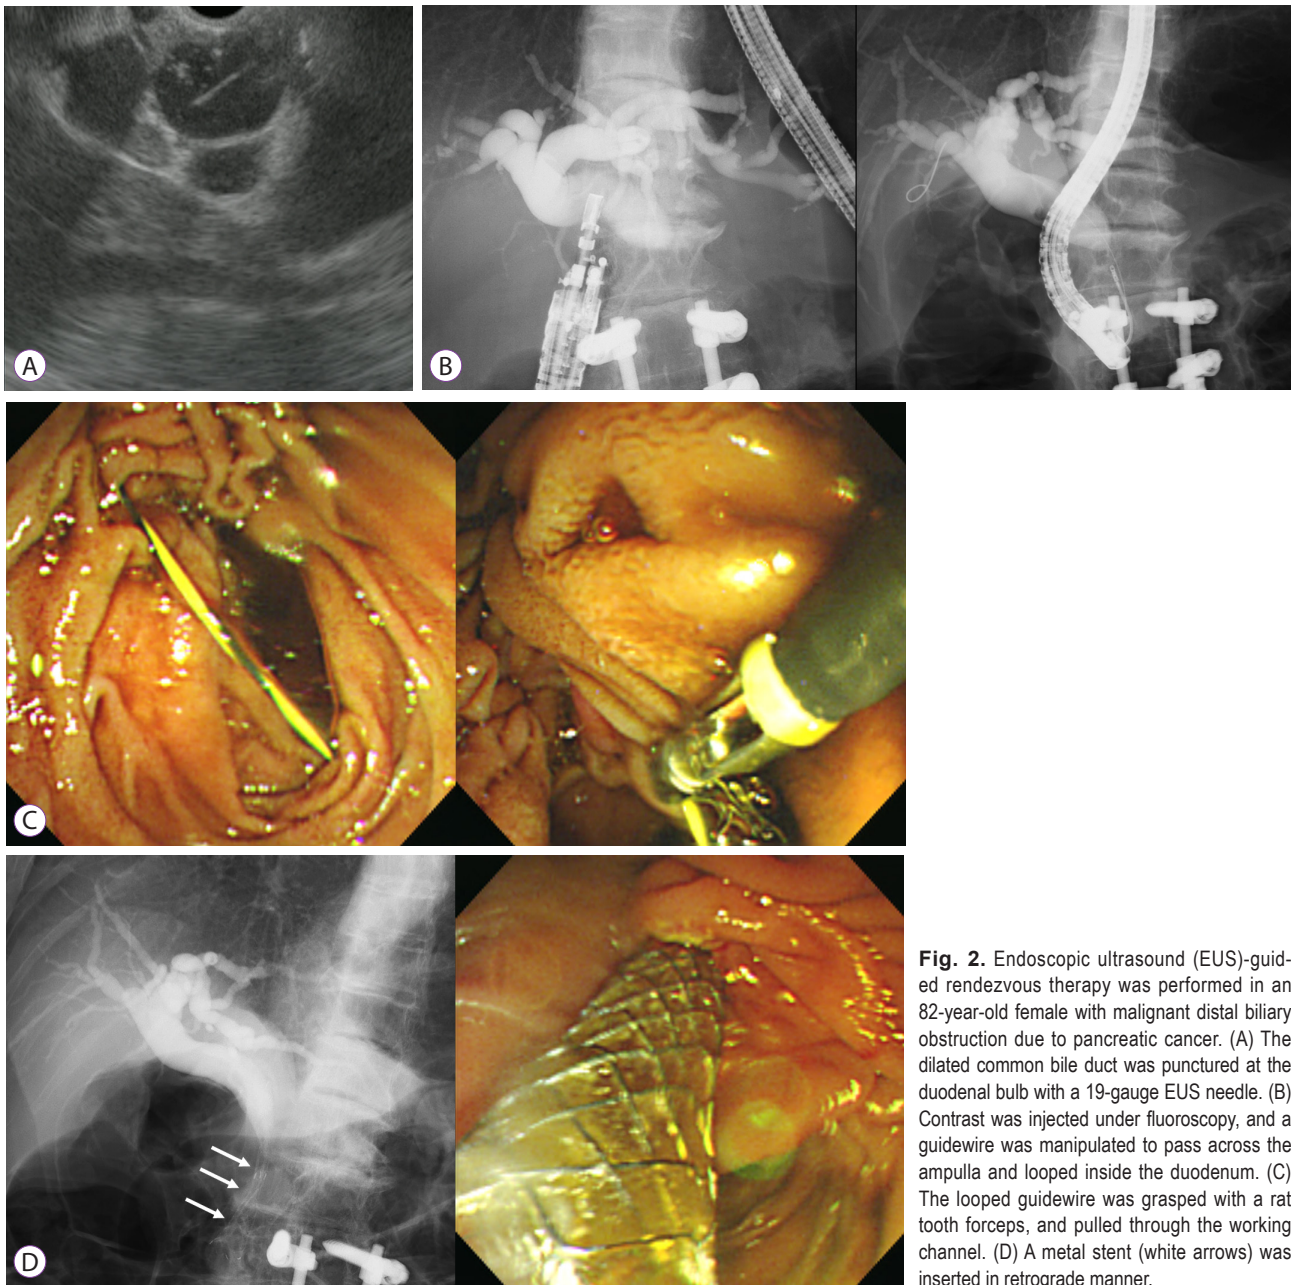 A
B
C
D
Fig. 2. Endoscopic ultrasound (EUS)-guid-
ed rendezvous therapy was performed in an
82-year-old female with malignant distal biliary
obstruction due to pancreatic cancer. (A) The
dilated common bile duct was punctured at the
duodenal bulb with a 19-gauge EUS needle. (B)
Contrast was injected under fluoroscopy, and a
guidewire was manipulated to pass across the
ampulla and looped inside the duodenum. (C)
The looped guidewire was grasped with a rat
tooth forceps, and pulled through the working
channel. (D) A metal stent (white arrows) was
inserted in retrograde manner.